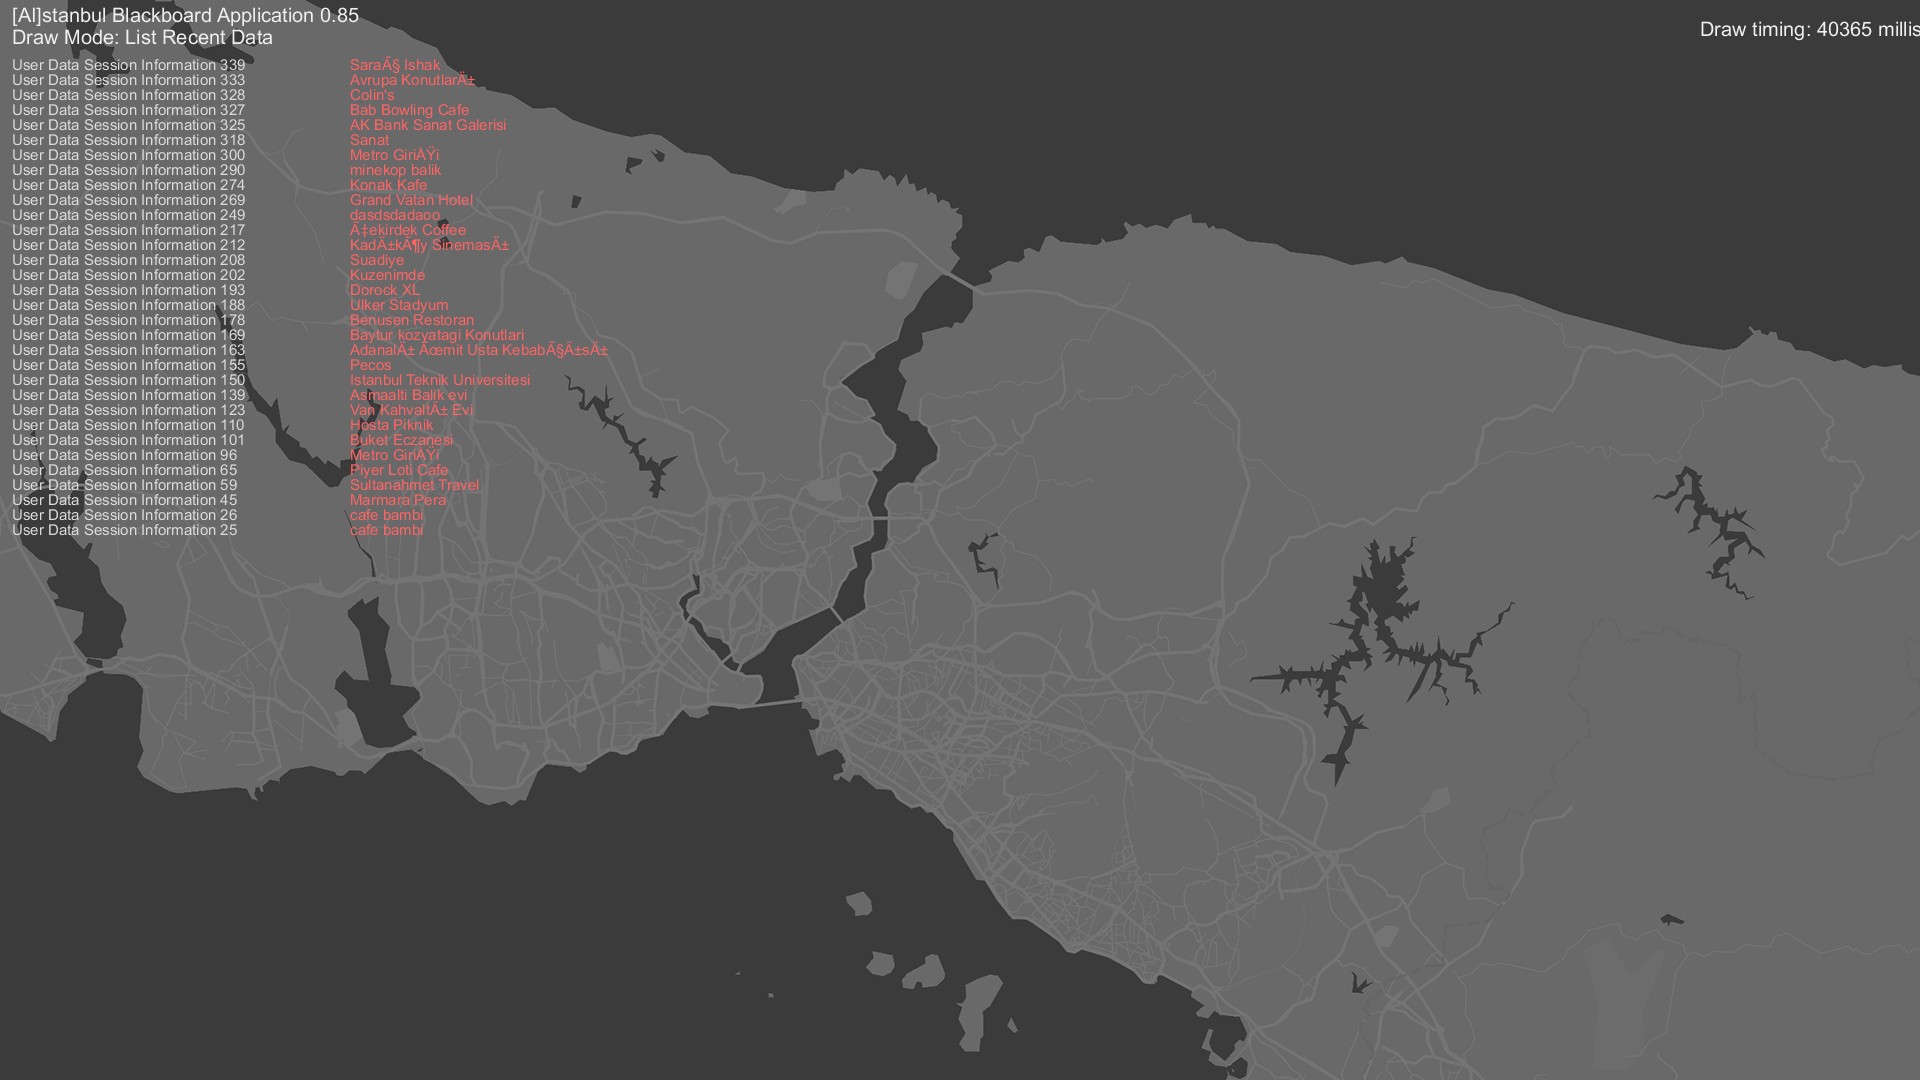 [AI]stanbul Blackboard Application 0.85
Draw Mode: List Recent Data
Draw timing: 40365 millis
User Data Session Information 339 SaraÃ§ Ishak
User Data Session Information 333 Avrupa KonutlarÄ±
User Data Session Information 328 Colin's
User Data Session Information 327 Bab Bowling Cafe
User Data Session Information 325 AK Bank Sanat Galerisi
User Data Session Information 318 Sanat
User Data Session Information 300 Metro GiriÅŸi
User Data Session Information 290 minekop balik
User Data Session Information 274 Konak Kafe
User Data Session Information 269 Grand Vatan Hotel
User Data Session Information 249 dasdsdadaoo
User Data Session Information 217 Ã‡ekirdek Coffee
User Data Session Information 212 KadÄ±kÃ¶y SinemasÄ±
User Data Session Information 208 Suadiye
User Data Session Information 202 Kuzenimde
User Data Session Information 193 Dorock XL
User Data Session Information 188 Ulker Stadyum
User Data Session Information 178 Benusen Restoran
User Data Session Information 169 Baytur kozyatagi Konutlari
User Data Session Information 163 AdanalÄ± Ãœmit Usta KebabÃ§Ä±sÄ±
User Data Session Information 155 Pecos
User Data Session Information 150 Istanbul Teknik Universitesi
User Data Session Information 139 Asmaalti Balik evi
User Data Session Information 123 Van KahvaltÄ± Evi
User Data Session Information 110 Hosta Piknik
User Data Session Information 101 Buket Eczanesi
User Data Session Information 96 Metro GiriÅŸi
User Data Session Information 65 Piyer Loti Cafe
User Data Session Information 59 Sultanahmet Travel
User Data Session Information 45 Marmara Pera
User Data Session Information 26 cafe bambi
User Data Session Information 25 cafe bambi